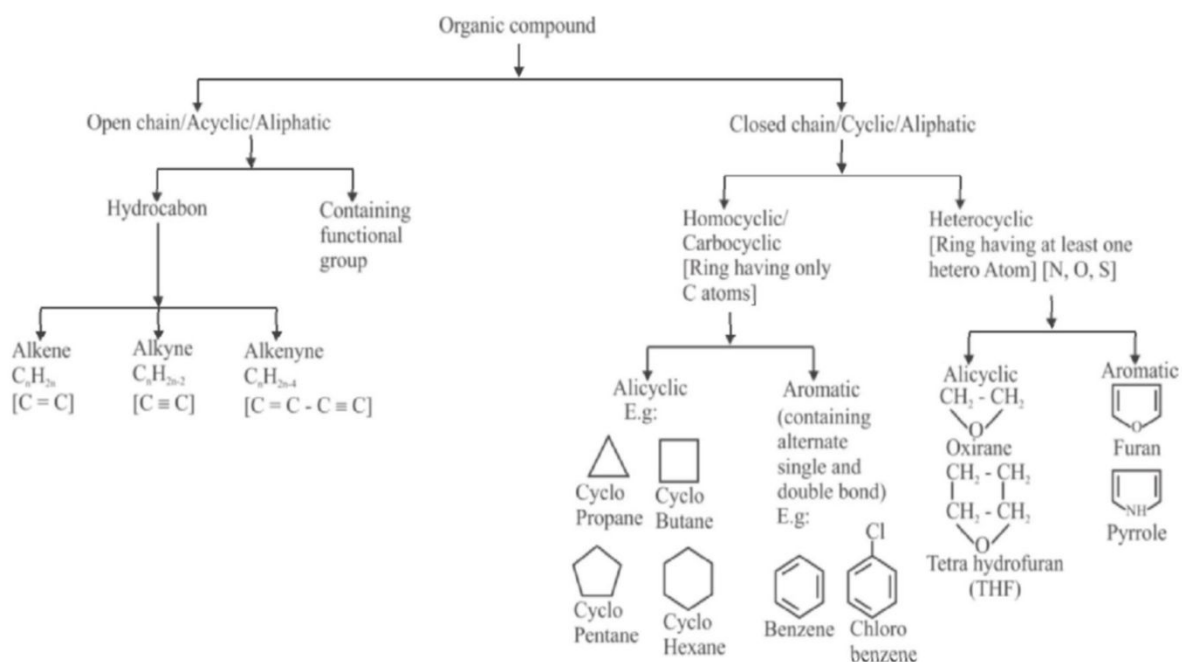 Organic compound
Open chain/Acyclic/Aliphatic
Closed chain/Cyclic/Aliphatic
Hydrocabon
Containing
functional
group
Alkene
CₙH₂ₙ
[C = C]
Alkyne
CₙH₂ₙ₋₂
[C ≡ C]
Alkenyne
CₙH₂ₙ₋₄
[C = C - C ≡ C]
Homocyclic/
Carbocyclic
[Ring having only
C atoms]
Heterocyclic
[Ring having at least one
hetero Atom] [N, O, S]
Alicyclic
E.g:
Cyclo
Propane
Cyclo
Butane
Cyclo
Pentane
Cyclo
Hexane
Aromatic
(containing
alternate
single and
double bond)
E.g:
Benzene
Cl
Chloro
benzene
Alicyclic
CH₂ - CH₂
O
Oxirane
CH₂ - CH₂
CH₂ - CH₂
O
Tetra hydrofuran
(THF)
Aromatic
O
Furan
NH
Pyrrole